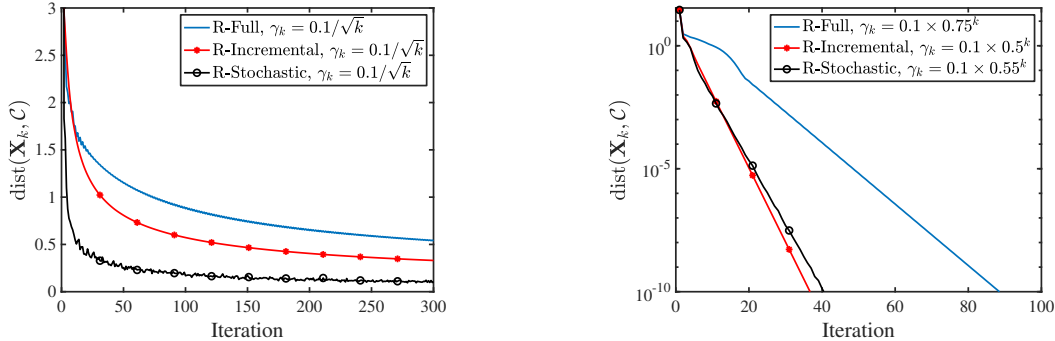 3
2.5
2
1.5
1
0.5
0
0
50
100
150
200
250
300
dist(X_k, C)
Iteration
R-Full, γ_k = 0.1/√k
R-Incremental, γ_k = 0.1/√k
R-Stochastic, γ_k = 0.1/√k
10^0
10^-5
10^-10
0
20
40
60
80
100
dist(X_k, C)
Iteration
R-Full, γ_k = 0.1 × 0.75^k
R-Incremental, γ_k = 0.1 × 0.5^k
R-Stochastic, γ_k = 0.1 × 0.55^k